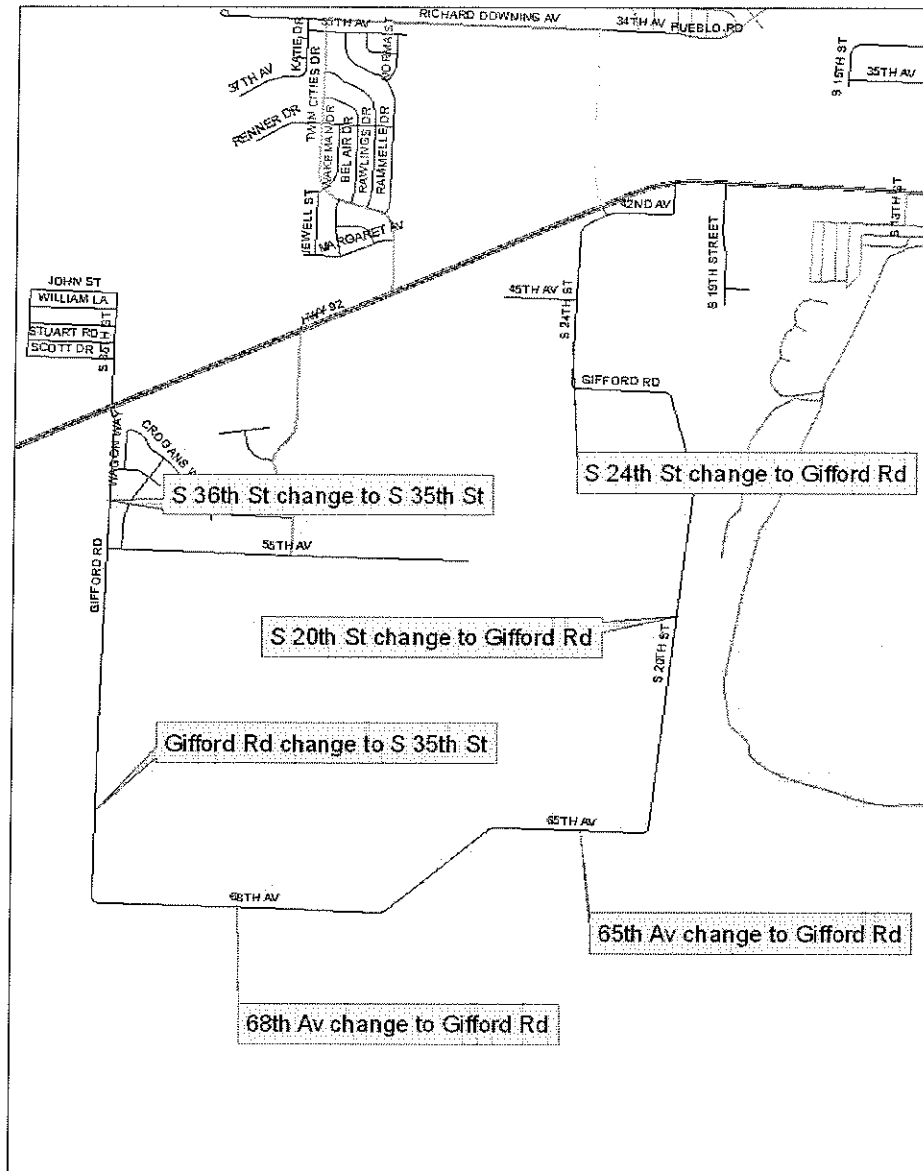 RICHARD DOWNING AV
34TH AV
PUEBLO RD
35TH AV
KATIE DR
NORMA ST
S 15TH ST
35TH AV
37TH AV
TWIN CITIES DR
RENNER DR
WAKEMAN DR
BEL AIR DR
RAWLINGS DR
RAMMELLE DR
JEWELL ST
MARGARET AV
42ND AV
S 19TH STREET
S 13TH ST
JOHN ST
WILLIAM LA
STUART RD
SCOTT DR
HWY 92
45TH AV
S 24TH ST
GIFFORD RD
WAGON WAY
CROGANS
S 24th St change to Gifford Rd
S 36th St change to S 35th St
55TH AV
GIFFORD RD
S 20th St change to Gifford Rd
S 20TH ST
Gifford Rd change to S 35th St
65TH AV
68TH AV
65th Av change to Gifford Rd
68th Av change to Gifford Rd